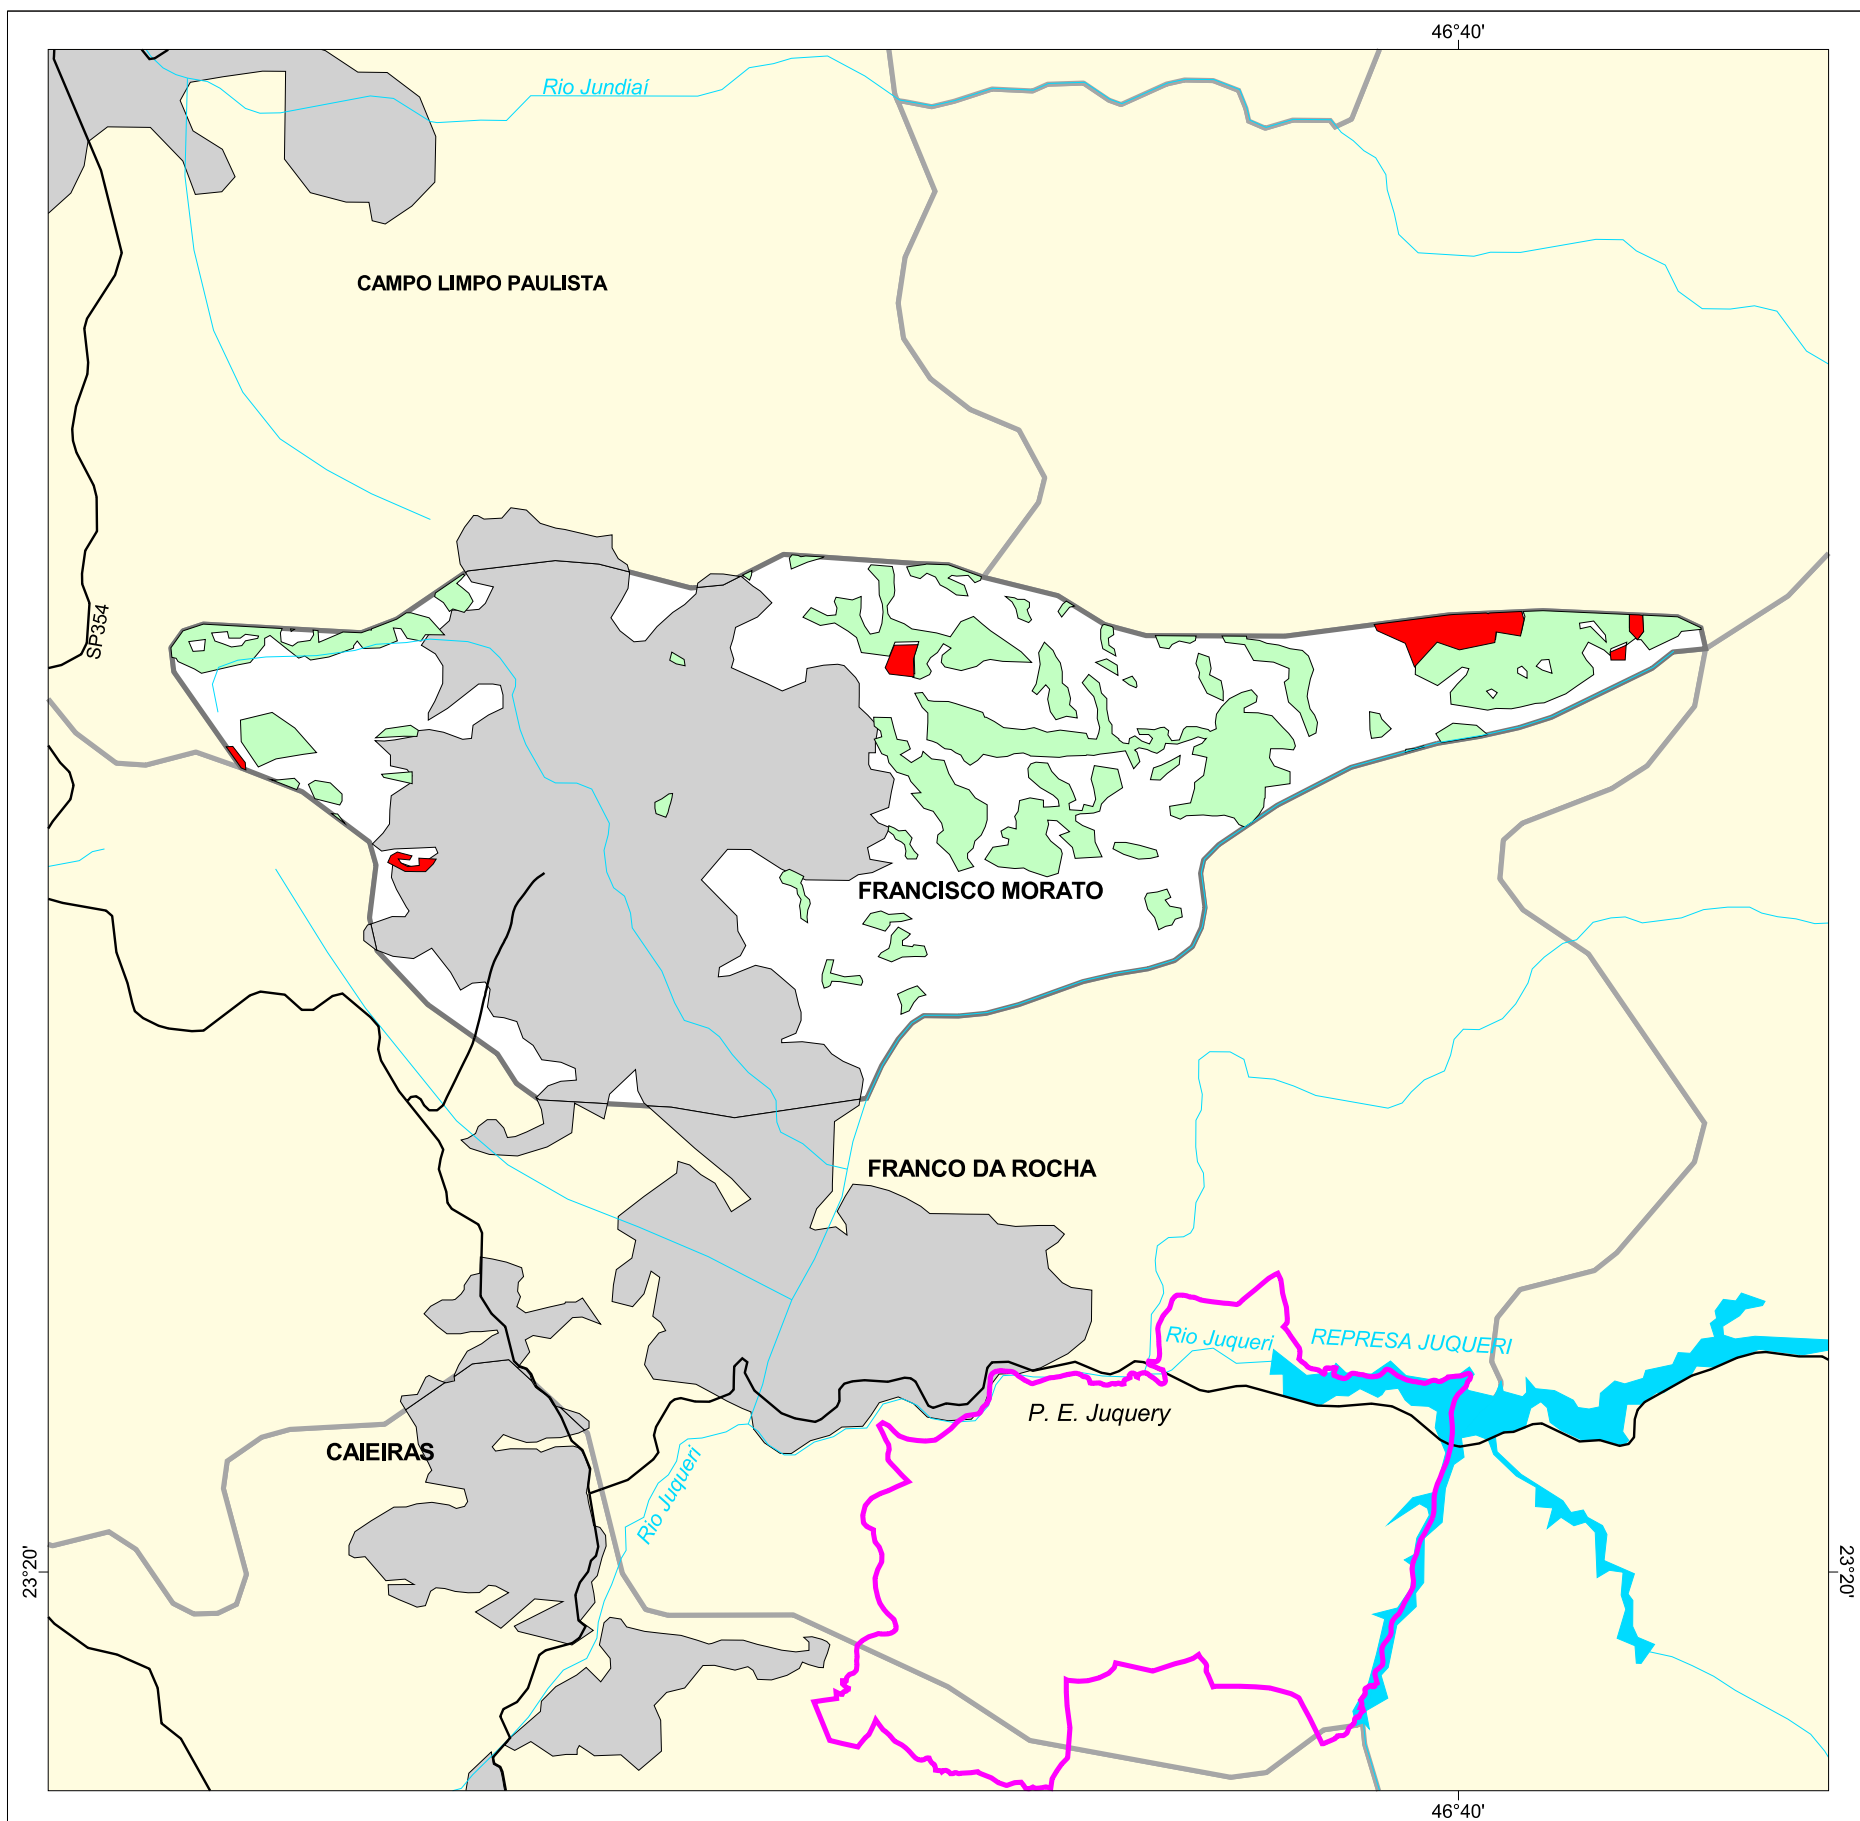 46°40'
Rio Jundiaí
CAMPO LIMPO PAULISTA
SP354
FRANCISCO MORATO
FRANCO DA ROCHA
Rio Juqueri
REPRESA JUQUERI
P. E. Juquery
CAIEIRAS
Rio Juqueri
23°20'
23°20'
46°40'